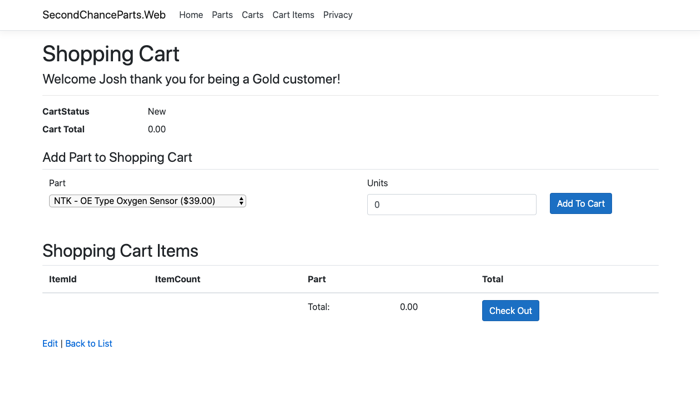 SecondChanceParts.Web Home Parts Carts Cart Items Privacy
Shopping Cart
Welcome Josh thank you for being a Gold customer!
CartStatus New
Cart Total 0.00
Add Part to Shopping Cart
Part Units
NTK - OE Type Oxygen Sensor ($39.00) 0 Add To Cart
Shopping Cart Items
ItemId ItemCount Part Total
Total: 0.00 Check Out
Edit | Back to List